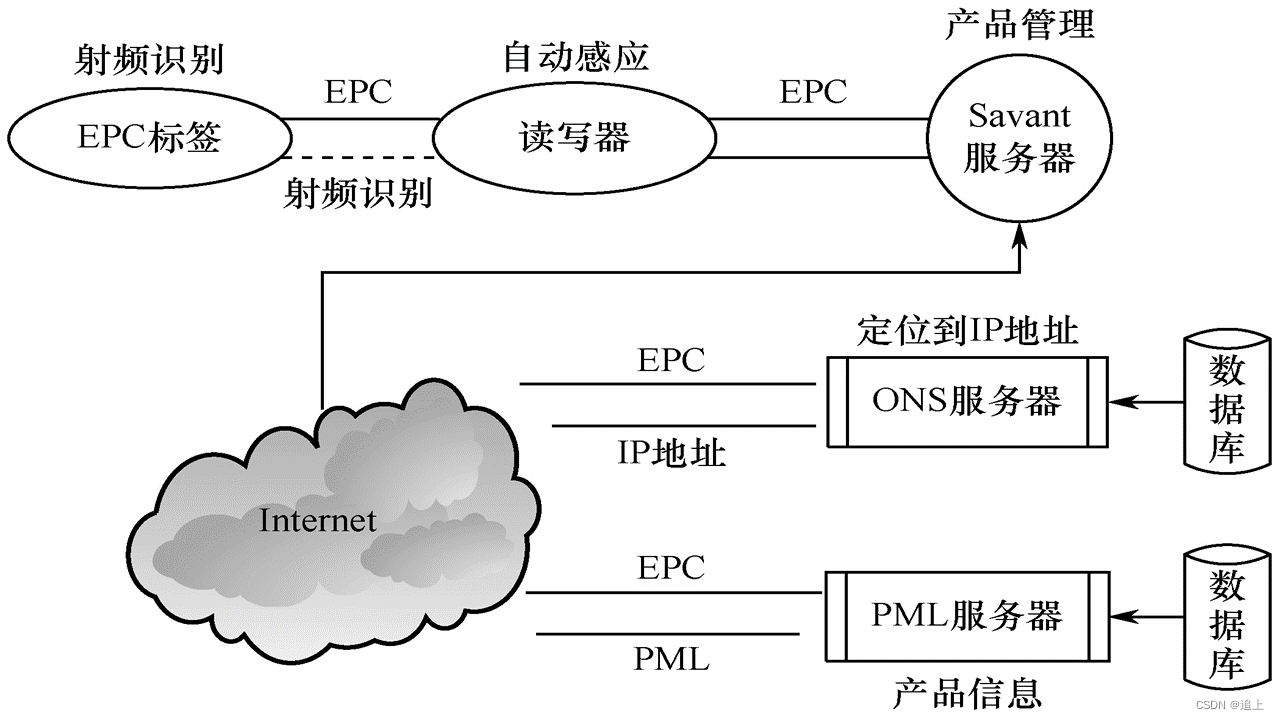 产品管理
射频识别
自动感应
EPC
EPC
EPC标签
读写器
Savant
服务器
射频识别
定位到IP地址
EPC
ONS服务器
数据库
IP地址
Internet
EPC
PML服务器
数据库
PML
产品信息
CSDN @追上